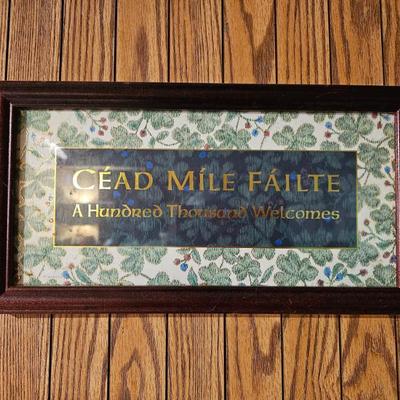 CÉAD MÍLE FÁILTE
A Hundred Thousand Welcomes